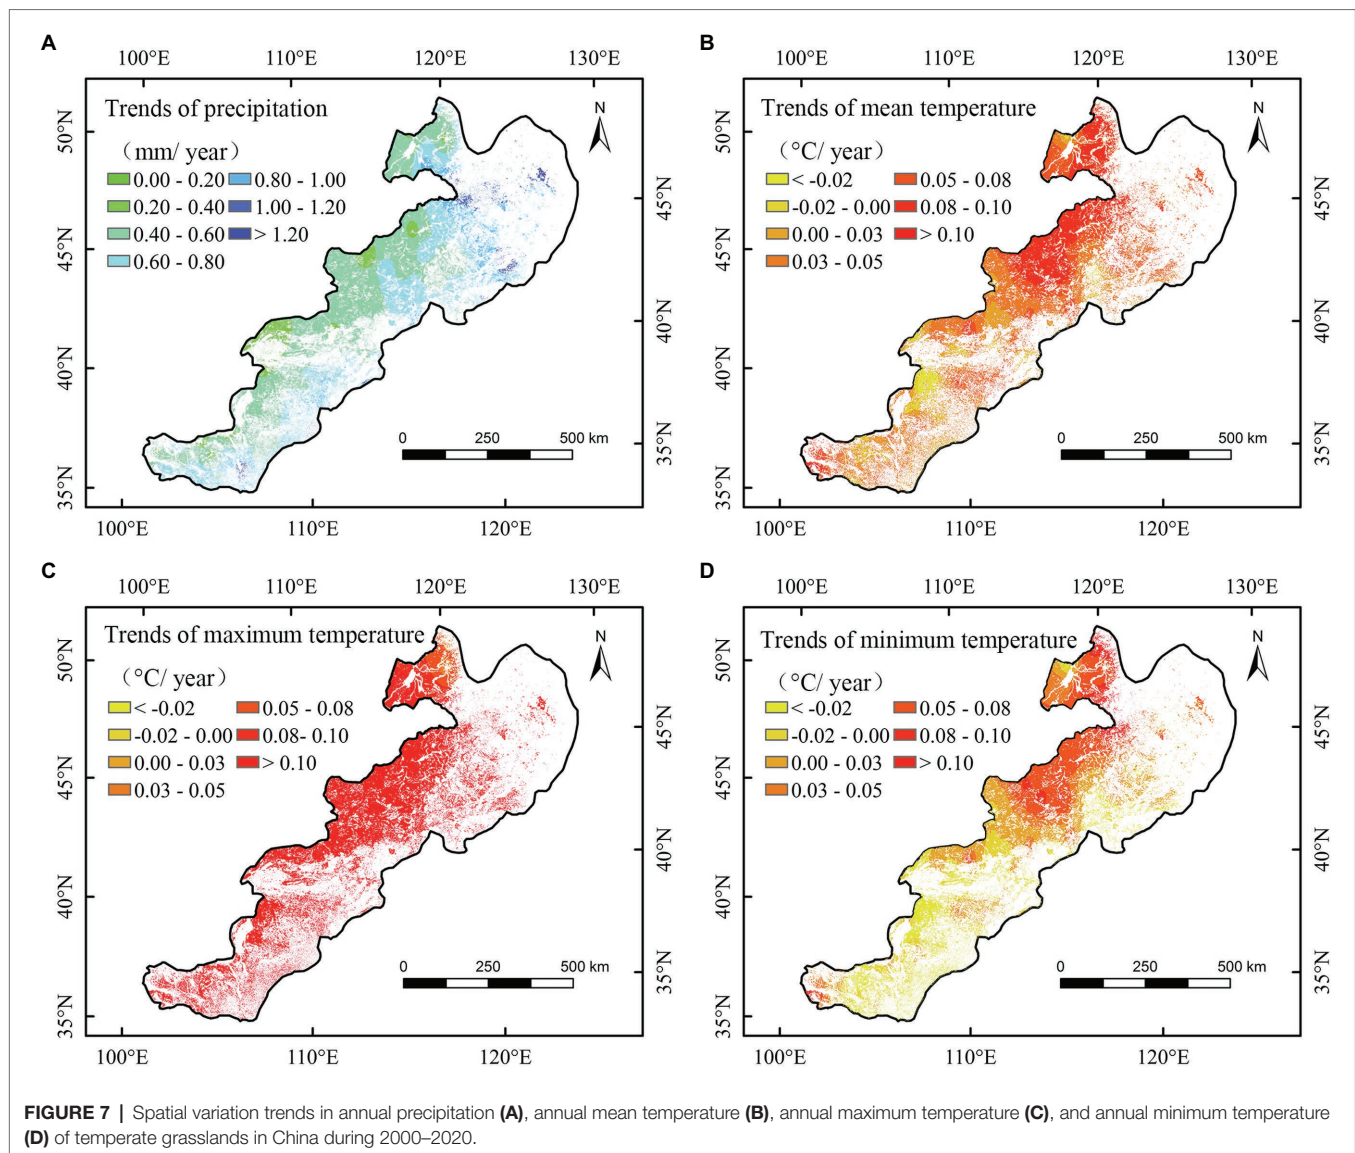 A
100°E 110°E 120°E 130°E
Trends of precipitation
（mm/ year）
0.00 - 0.20 0.80 - 1.00
0.20 - 0.40 1.00 - 1.20
0.40 - 0.60 > 1.20
0.60 - 0.80
N
50°N
45°N
40°N
35°N
45°N
40°N
35°N
0 250 500 km
100°E 110°E 120°E
B
100°E 110°E 120°E 130°E
Trends of mean temperature
（°C/ year）
< -0.02 0.05 - 0.08
-0.02 - 0.00 0.08 - 0.10
0.00 - 0.03 > 0.10
0.03 - 0.05
N
50°N
45°N
40°N
35°N
45°N
40°N
35°N
0 250 500 km
100°E 110°E 120°E
C
100°E 110°E 120°E 130°E
Trends of maximum temperature
（°C/ year）
< -0.02 0.05 - 0.08
-0.02 - 0.00 0.08- 0.10
0.00 - 0.03 > 0.10
0.03 - 0.05
N
50°N
45°N
40°N
35°N
45°N
40°N
35°N
0 250 500 km
100°E 110°E 120°E
D
100°E 110°E 120°E 130°E
Trends of minimum temperature
（°C/ year）
< -0.02 0.05 - 0.08
-0.02 - 0.00 0.08 - 0.10
0.00 - 0.03 > 0.10
0.03 - 0.05
N
50°N
45°N
40°N
35°N
45°N
40°N
35°N
0 250 500 km
100°E 110°E 120°E
FIGURE 7 | Spatial variation trends in annual precipitation (A), annual mean temperature (B), annual maximum temperature (C), and annual minimum temperature
(D) of temperate grasslands in China during 2000–2020.